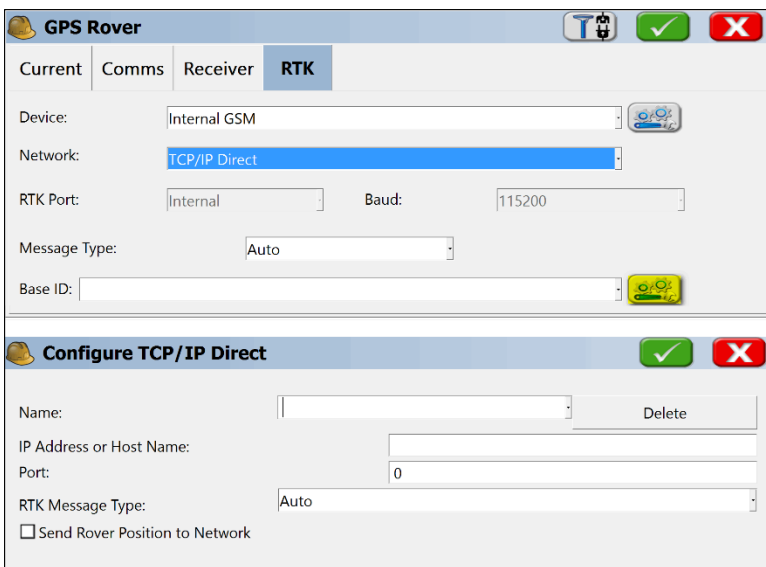 GPS Rover
Current Comms Receiver RTK
Device: Internal GSM
Network: TCP/IP Direct
RTK Port: Internal Baud: 115200
Message Type: Auto
Base ID:
Configure TCP/IP Direct
Name: Delete
IP Address or Host Name:
Port: 0
RTK Message Type: Auto
Send Rover Position to Network